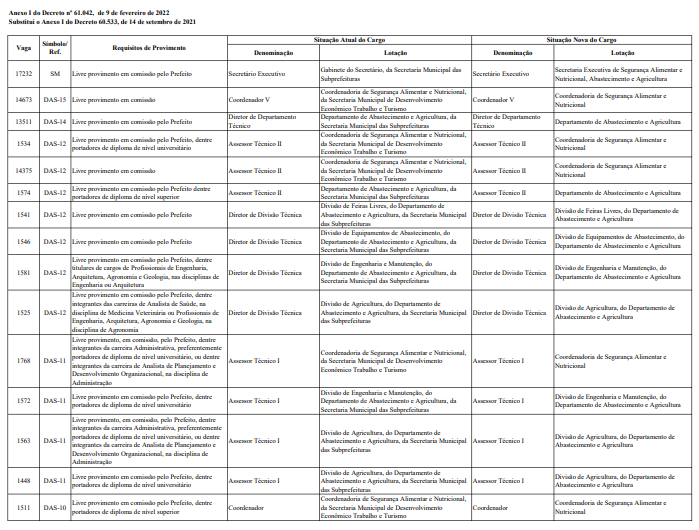 Anexo I do Decreto nº 61.042, de 9 de fevereiro de 2022
Substitui o Anexo I do Decreto 60.533, de 14 de setembro de 2021
Vaga Símbolo/ Ref. Requisitos de Provimento Situação Atual do Cargo Situação Nova do Cargo
Denominação Lotação Denominação Lotação
17232 SM Livre provimento em comissão pelo Prefeito Secretário Executivo Gabinete do Secretário, da Secretaria Municipal das Subprefeituras Secretário Executivo Secretaria Executiva de Segurança Alimentar e Nutricional, Abastecimento e Agricultura
14673 DAS-15 Livre provimento em comissão Coordenador V Coordenadoria de Segurança Alimentar e Nutricional, da Secretaria Municipal de Desenvolvimento Econômico Trabalho e Turismo Coordenador V Coordenadoria de Segurança Alimentar e Nutricional
13511 DAS-14 Livre provimento em comissão pelo Prefeito Diretor de Departamento Técnico Departamento de Abastecimento e Agricultura, da Secretaria Municipal das Subprefeituras Diretor de Departamento Técnico Departamento de Abastecimento e Agricultura
1534 DAS-12 Livre provimento em comissão pelo Prefeito, dentre portadores de diploma de nível universitário Assessor Técnico II Coordenadoria de Segurança Alimentar e Nutricional, da Secretaria Municipal de Desenvolvimento Econômico Trabalho e Turismo Assessor Técnico II Coordenadoria de Segurança Alimentar e Nutricional
14375 DAS-12 Livre provimento em comissão Assessor Técnico II Coordenadoria de Segurança Alimentar e Nutricional, da Secretaria Municipal de Desenvolvimento Econômico Trabalho e Turismo Assessor Técnico II Coordenadoria de Segurança Alimentar e Nutricional
1574 DAS-12 Livre provimento em comissão pelo Prefeito dentre portadores de diploma de nível superior Assessor Técnico II Departamento de Abastecimento e Agricultura, da Secretaria Municipal das Subprefeituras Assessor Técnico II Departamento de Abastecimento e Agricultura
1541 DAS-12 Livre provimento em comissão pelo Prefeito Diretor de Divisão Técnica Divisão de Feiras Livres, do Departamento de Abastecimento e Agricultura, da Secretaria Municipal das Subprefeituras Diretor de Divisão Técnica Divisão de Feiras Livres, do Departamento de Abastecimento e Agricultura
1546 DAS-12 Livre provimento em comissão pelo Prefeito Diretor de Divisão Técnica Divisão de Equipamentos de Abastecimento, do Departamento de Abastecimento e Agricultura, da Secretaria Municipal das Subprefeituras Diretor de Divisão Técnica Divisão de Equipamentos de Abastecimento, do Departamento de Abastecimento e Agricultura
1581 DAS-12 Livre provimento em comissão pelo Prefeito, dentre titulares de cargos de Profissionais de Engenharia, Arquitetura, Agronomia e Geologia, nas disciplinas de Engenharia ou Arquitetura Diretor de Divisão Técnica Divisão de Engenharia e Manutenção, do Departamento de Abastecimento e Agricultura, da Secretaria Municipal das Subprefeituras Diretor de Divisão Técnica Divisão de Engenharia e Manutenção, do Departamento de Abastecimento e Agricultura
1525 DAS-12 Livre provimento em comissão pelo Prefeito, dentre integrantes das carreiras de Analista de Saúde, na disciplina de Medicina Veterinária ou Profissionais de Engenharia, Arquitetura, Agronomia e Geologia, na disciplina de Agronomia Diretor de Divisão Técnica Divisão de Agricultura, do Departamento de Abastecimento e Agricultura, da Secretaria Municipal das Subprefeituras Diretor de Divisão Técnica Divisão de Agricultura, do Departamento de Abastecimento e Agricultura
1768 DAS-11 Livre provimento, em comissão, pelo Prefeito, dentre integrantes da carreira Administrativa, preferentemente portadores de diploma de nível universitário, ou dentre integrantes da carreira de Analista de Planejamento e Desenvolvimento Organizacional, na disciplina de Administração Assessor Técnico I Coordenadoria de Segurança Alimentar e Nutricional, da Secretaria Municipal de Desenvolvimento Econômico Trabalho e Turismo Assessor Técnico I Coordenadoria de Segurança Alimentar e Nutricional
1572 DAS-11 Livre provimento em comissão pelo Prefeito, dentre portadores de diploma de nível universitário Assessor Técnico I Divisão de Engenharia e Manutenção, do Departamento de Abastecimento e Agricultura, da Secretaria Municipal das Subprefeituras Assessor Técnico I Divisão de Engenharia e Manutenção, do Departamento de Abastecimento e Agricultura
1563 DAS-11 Livre provimento, em comissão, pelo Prefeito, dentre integrantes da carreira Administrativa, preferentemente portadores de diploma de nível universitário, ou dentre integrantes da carreira de Analista de Planejamento e Desenvolvimento Organizacional, na disciplina de Administração Assessor Técnico I Divisão de Agricultura, do Departamento de Abastecimento e Agricultura, da Secretaria Municipal das Subprefeituras Assessor Técnico I Divisão de Agricultura, do Departamento de Abastecimento e Agricultura
1448 DAS-11 Livre provimento em comissão pelo Prefeito, dentre portadores de diploma de nível universitário Assessor Técnico I Divisão de Agricultura, do Departamento de Abastecimento e Agricultura, da Secretaria Municipal das Subprefeituras Assessor Técnico I Divisão de Agricultura, do Departamento de Abastecimento e Agricultura
1511 DAS-10 Livre provimento em comissão pelo Prefeito, dentre portadores de diploma de nível superior Coordenador Coordenadoria de Segurança Alimentar e Nutricional, da Secretaria Municipal de Desenvolvimento Econômico Trabalho e Turismo Coordenador Coordenadoria de Segurança Alimentar e Nutricional